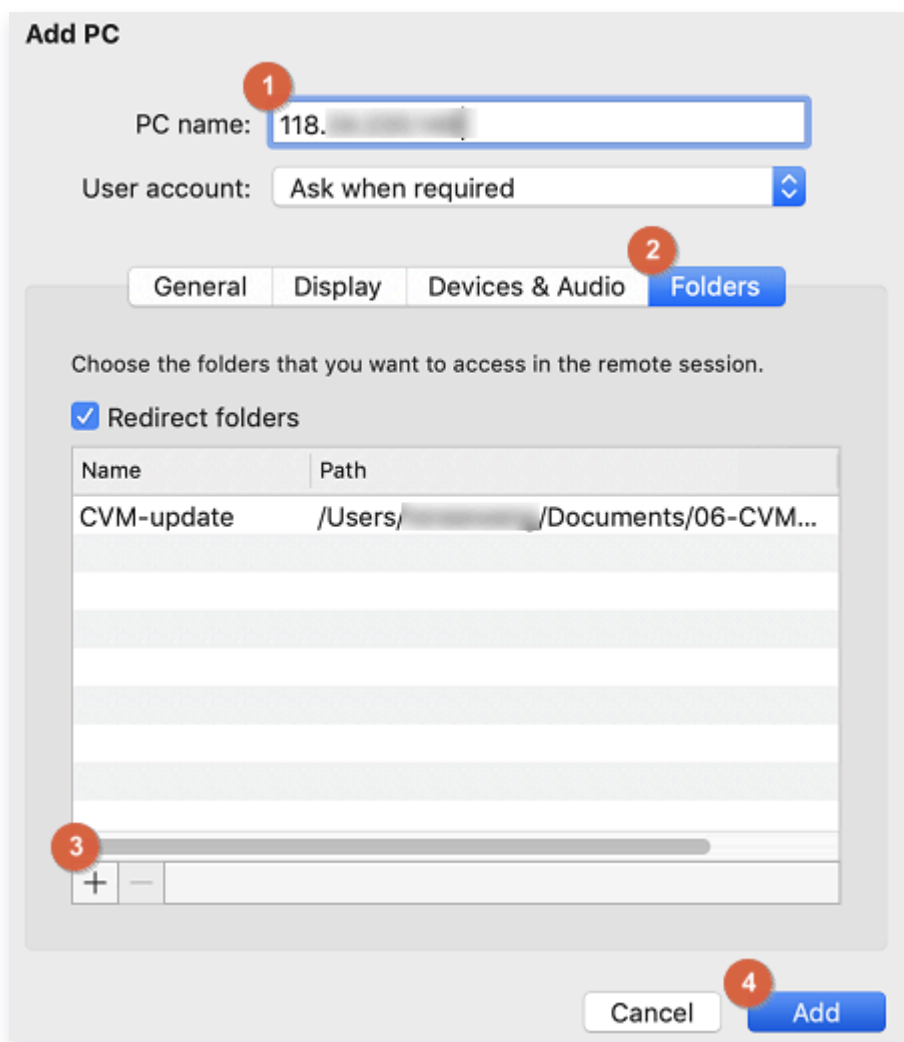 Add PC
1
PC name: 118.
User account: Ask when required
2
General Display Devices & Audio Folders
Choose the folders that you want to access in the remote session.
Redirect folders
Name Path
CVM-update /Users/ /Documents/06-CVM...
3
+ −
4
Cancel Add